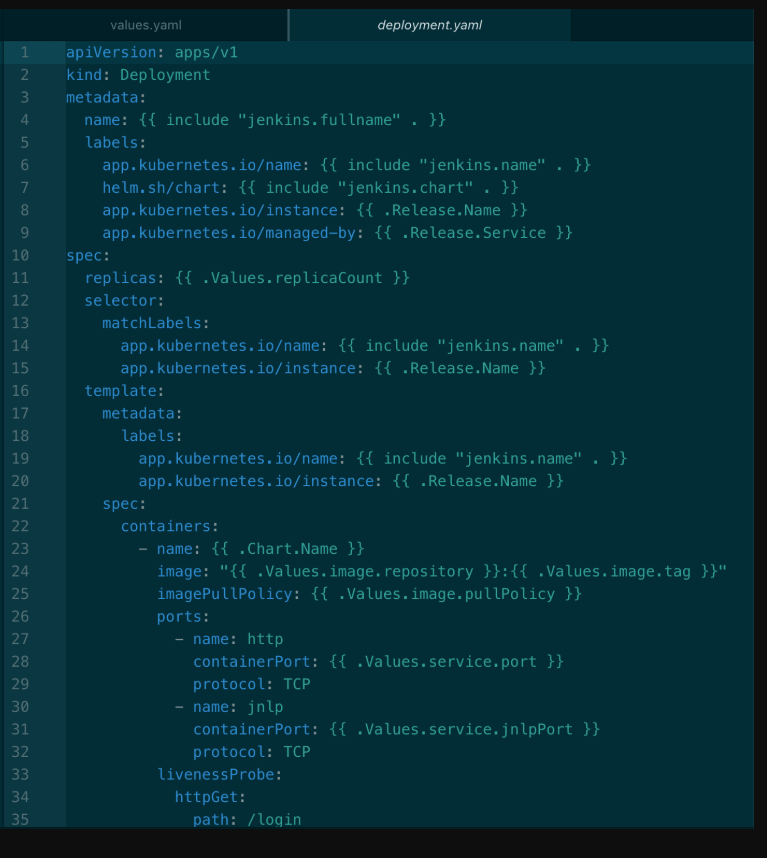 values.yaml
deployment.yaml
1 apiVersion: apps/v1
2 kind: Deployment
3 metadata:
4   name: {{ include "jenkins.fullname" . }}
5   labels:
6     app.kubernetes.io/name: {{ include "jenkins.name" . }}
7     helm.sh/chart: {{ include "jenkins.chart" . }}
8     app.kubernetes.io/instance: {{ .Release.Name }}
9     app.kubernetes.io/managed-by: {{ .Release.Service }}
10 spec:
11   replicas: {{ .Values.replicaCount }}
12   selector:
13     matchLabels:
14       app.kubernetes.io/name: {{ include "jenkins.name" . }}
15       app.kubernetes.io/instance: {{ .Release.Name }}
16   template:
17     metadata:
18       labels:
19         app.kubernetes.io/name: {{ include "jenkins.name" . }}
20         app.kubernetes.io/instance: {{ .Release.Name }}
21     spec:
22       containers:
23         - name: {{ .Chart.Name }}
24           image: "{{ .Values.image.repository }}:{{ .Values.image.tag }}"
25           imagePullPolicy: {{ .Values.image.pullPolicy }}
26           ports:
27             - name: http
28               containerPort: {{ .Values.service.port }}
29               protocol: TCP
30             - name: jnlp
31               containerPort: {{ .Values.service.jnlpPort }}
32               protocol: TCP
33           livenessProbe:
34             httpGet:
35               path: /login